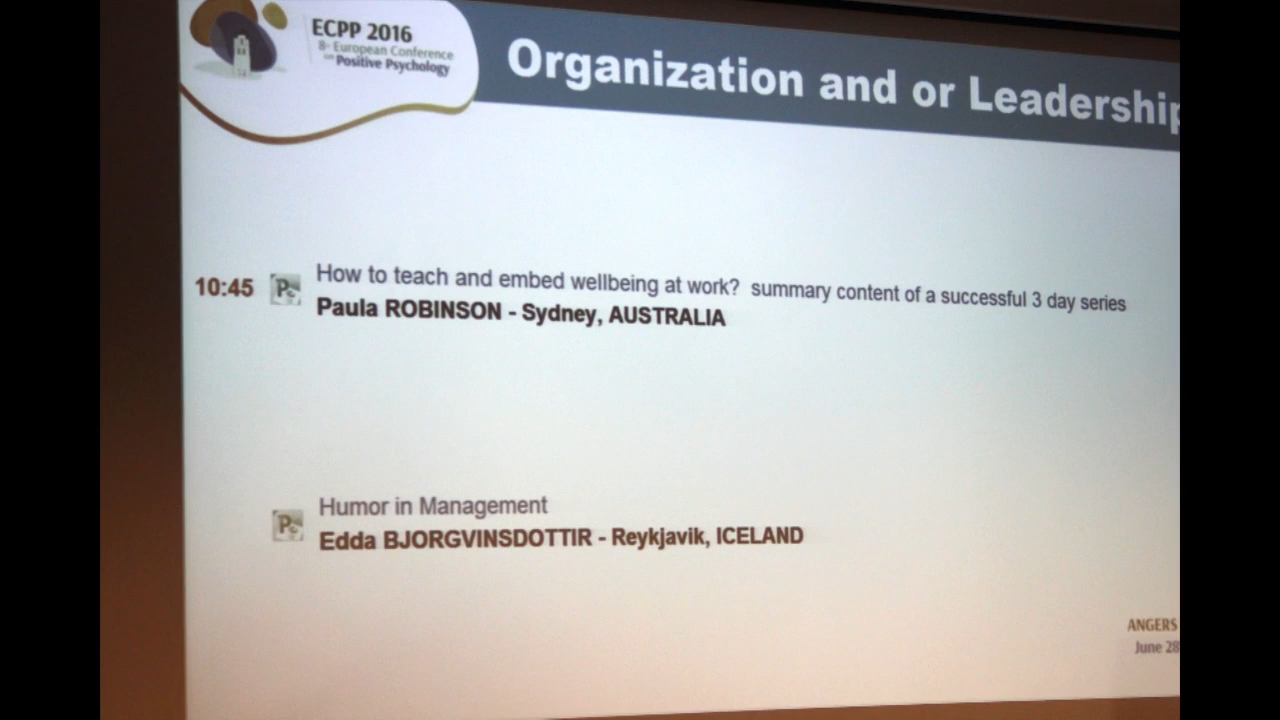 ECPP 2016
8th European Conference
on Positive Psychology
Organization and or Leadership
10:45
How to teach and embed wellbeing at work? summary content of a successful 3 day series
Paula ROBINSON - Sydney, AUSTRALIA
Humor in Management
Edda BJORGVINSDOTTIR - Reykjavik, ICELAND
ANGERS
June 28